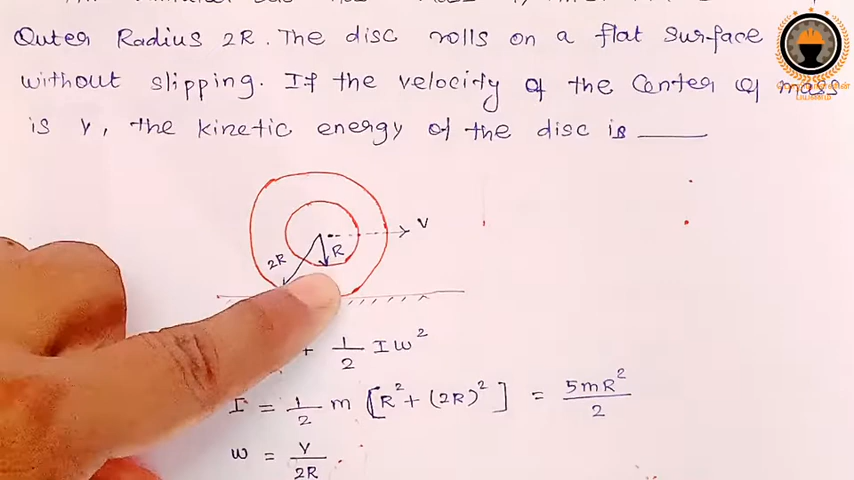 Outer Radius 2R. The disc rolls on a flat surface
without slipping. If the velocity of the center of mass
is V, the kinetic energy of the disc is ______
V
2R
R
+ 1/2 Iω²
I = 1/2 m [R² + (2R)²] = 5mR²/2
ω = V/2R